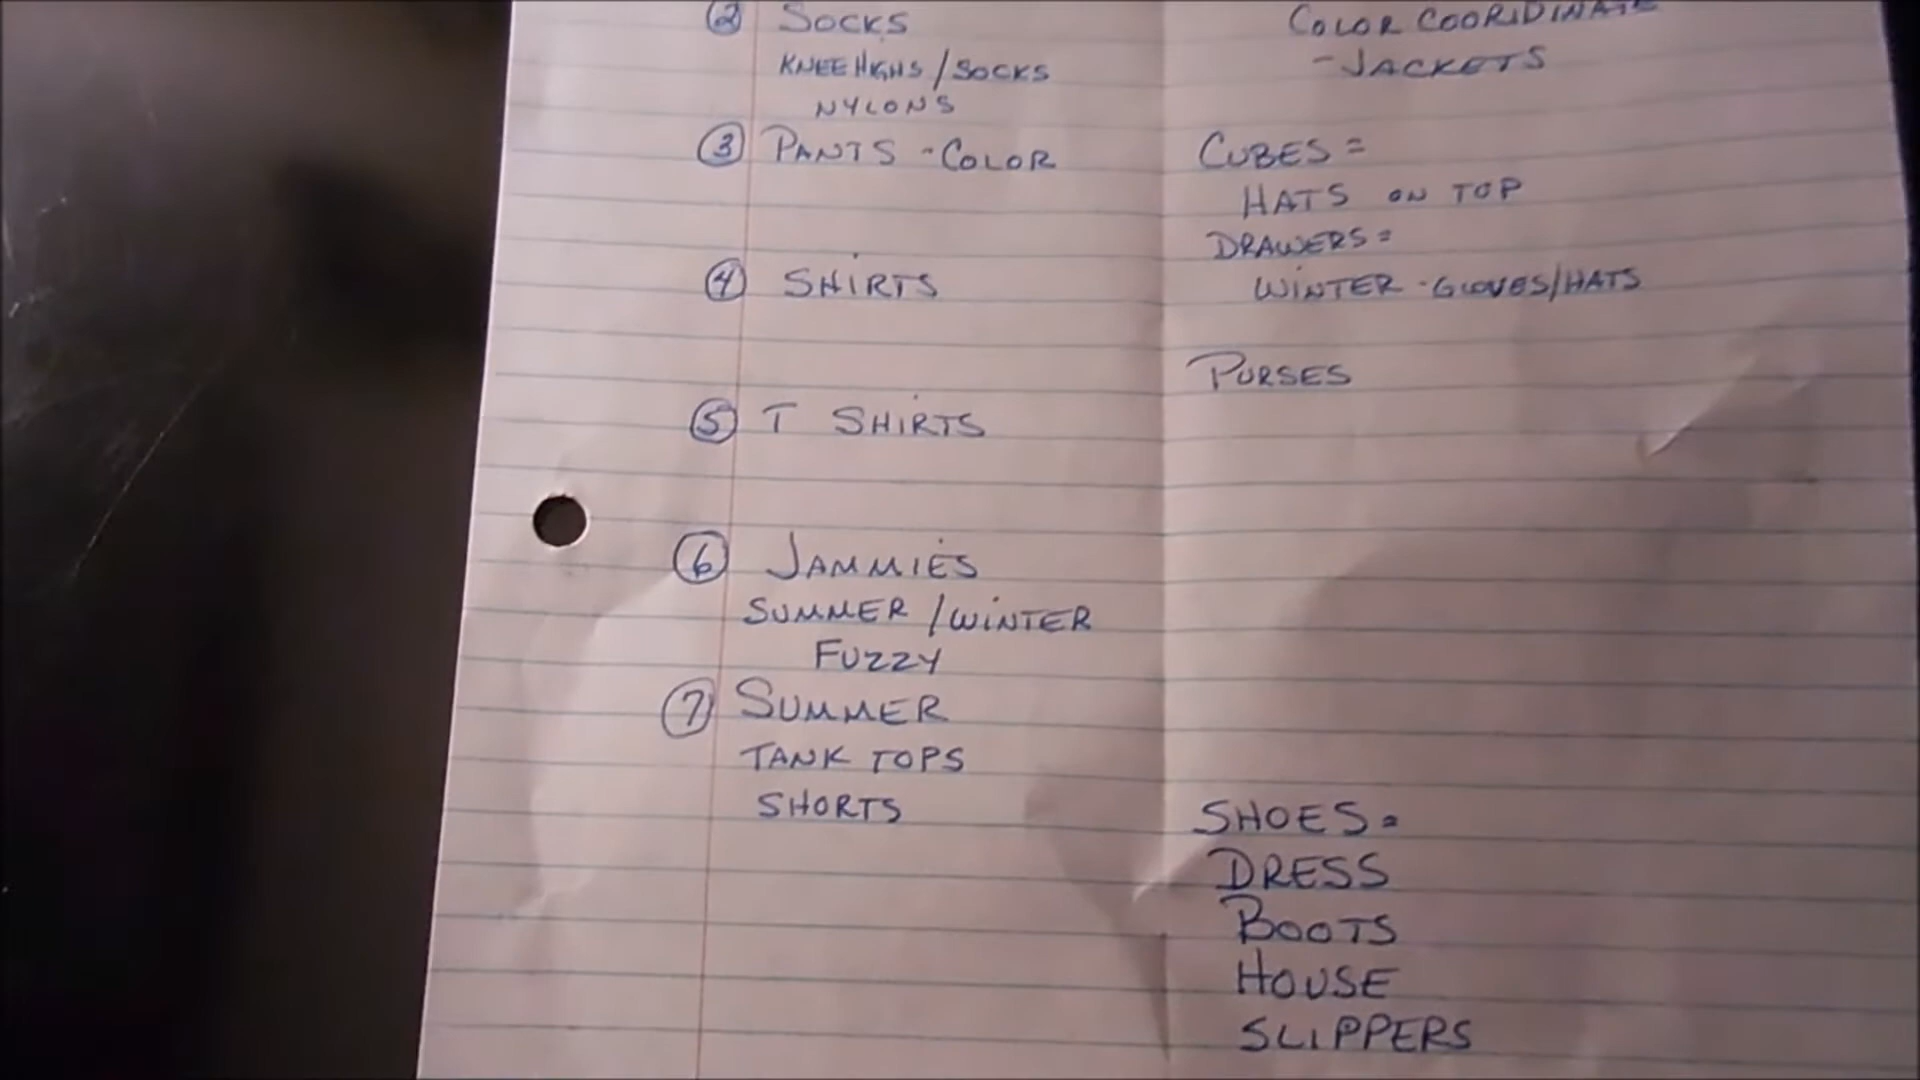 ② SOCKS
KNEE HIGHS / SOCKS
NYLONS
③ PANTS - COLOR
④ SHIRTS
⑤ T SHIRTS
⑥ JAMMIES
SUMMER / WINTER
FUZZY
⑦ SUMMER
TANK TOPS
SHORTS
COLOR COORIDINATE
- JACKETS
CUBES =
HATS ON TOP
DRAWERS =
WINTER - GLOVES/HATS
PURSES
SHOES =
DRESS
BOOTS
HOUSE
SLIPPERS